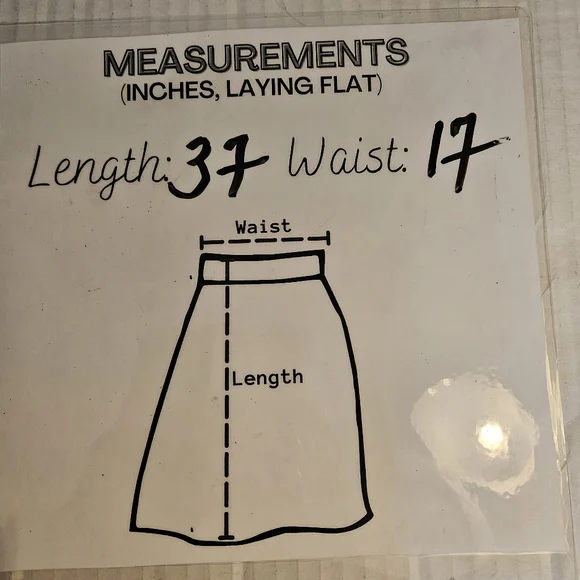 MEASUREMENTS
(INCHES, LAYING FLAT)
Length: 37 Waist: 17
Waist
Length